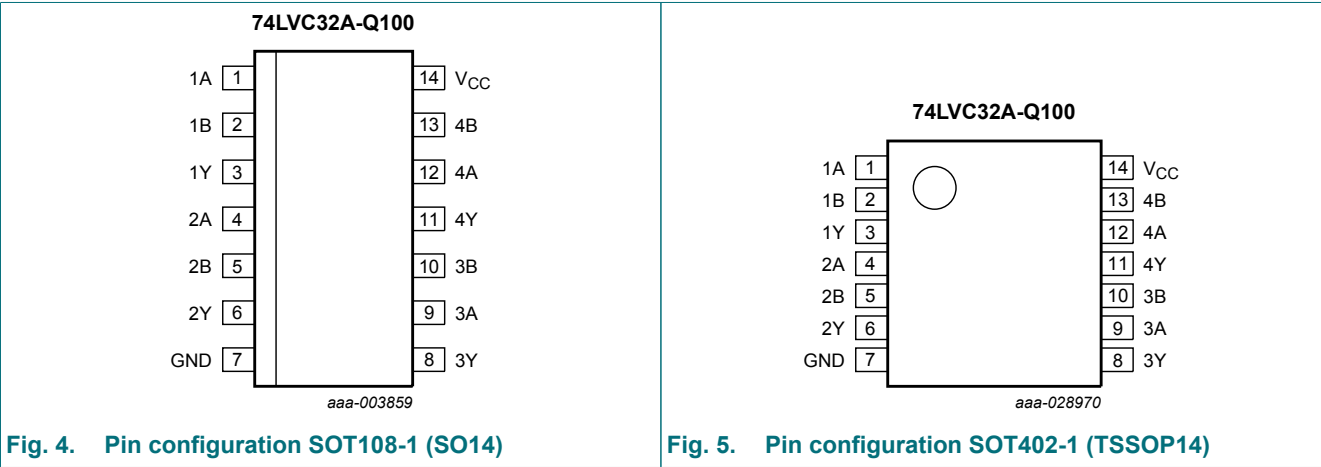 74LVC32A-Q100
1A 1 14 VCC
1B 2 13 4B
1Y 3 12 4A
2A 4 11 4Y
2B 5 10 3B
2Y 6 9 3A
GND 7 8 3Y
aaa-003859
Fig. 4. Pin configuration SOT108-1 (SO14)
74LVC32A-Q100
1A 1 14 VCC
1B 2 13 4B
1Y 3 12 4A
2A 4 11 4Y
2B 5 10 3B
2Y 6 9 3A
GND 7 8 3Y
aaa-028970
Fig. 5. Pin configuration SOT402-1 (TSSOP14)